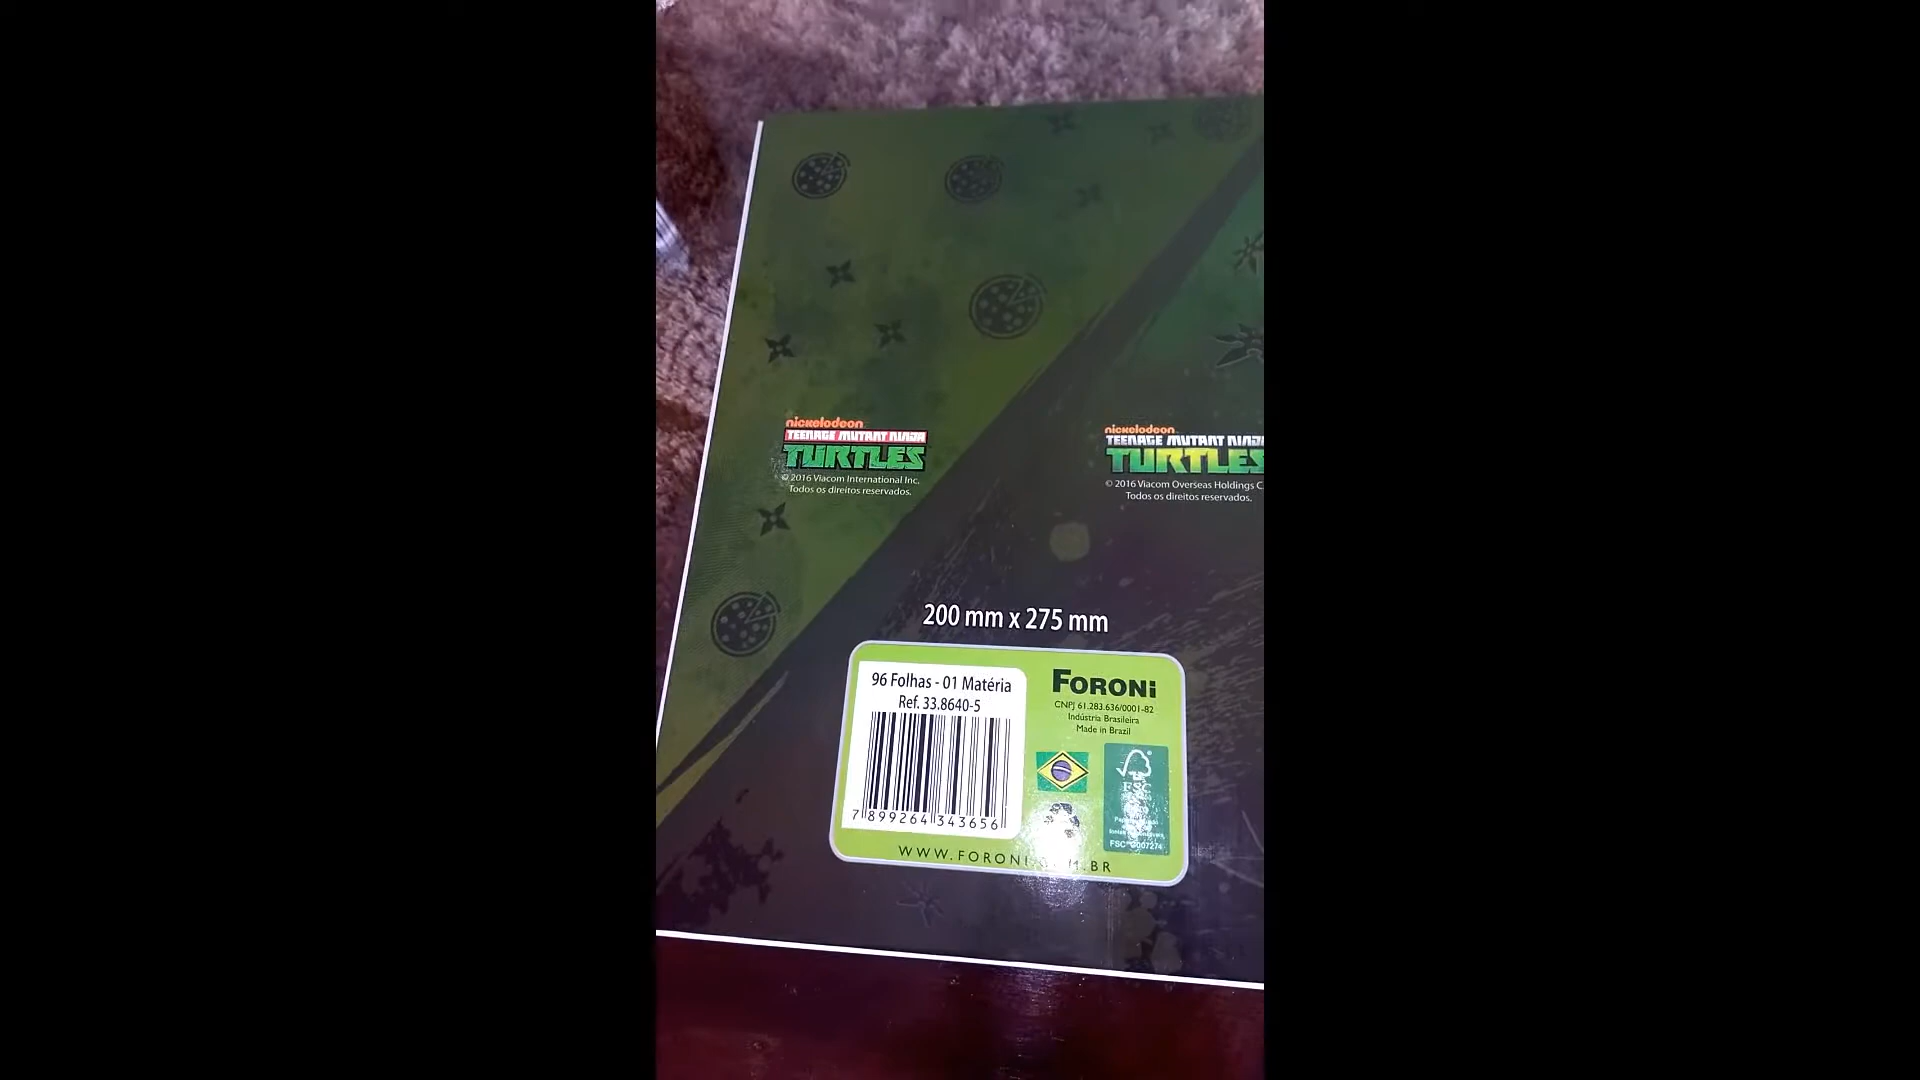 nickelodeon
TEENAGE MUTANT NINJA
TURTLES
© 2016 Viacom International Inc.
Todos os direitos reservados.
nickelodeon
TEENAGE MUTANT NINJA
TURTLES
© 2016 Viacom Overseas Holdings C
Todos os direitos reservados.
200 mm x 275 mm
96 Folhas - 01 Matéria
Ref. 33.8640-5
7 899264 343656
FORONi
CNPJ 61.283.636/0001-82
Indústria Brasileira
Made in Brazil
FSC
FSC® C007274
WWW.FORONI.COM.BR